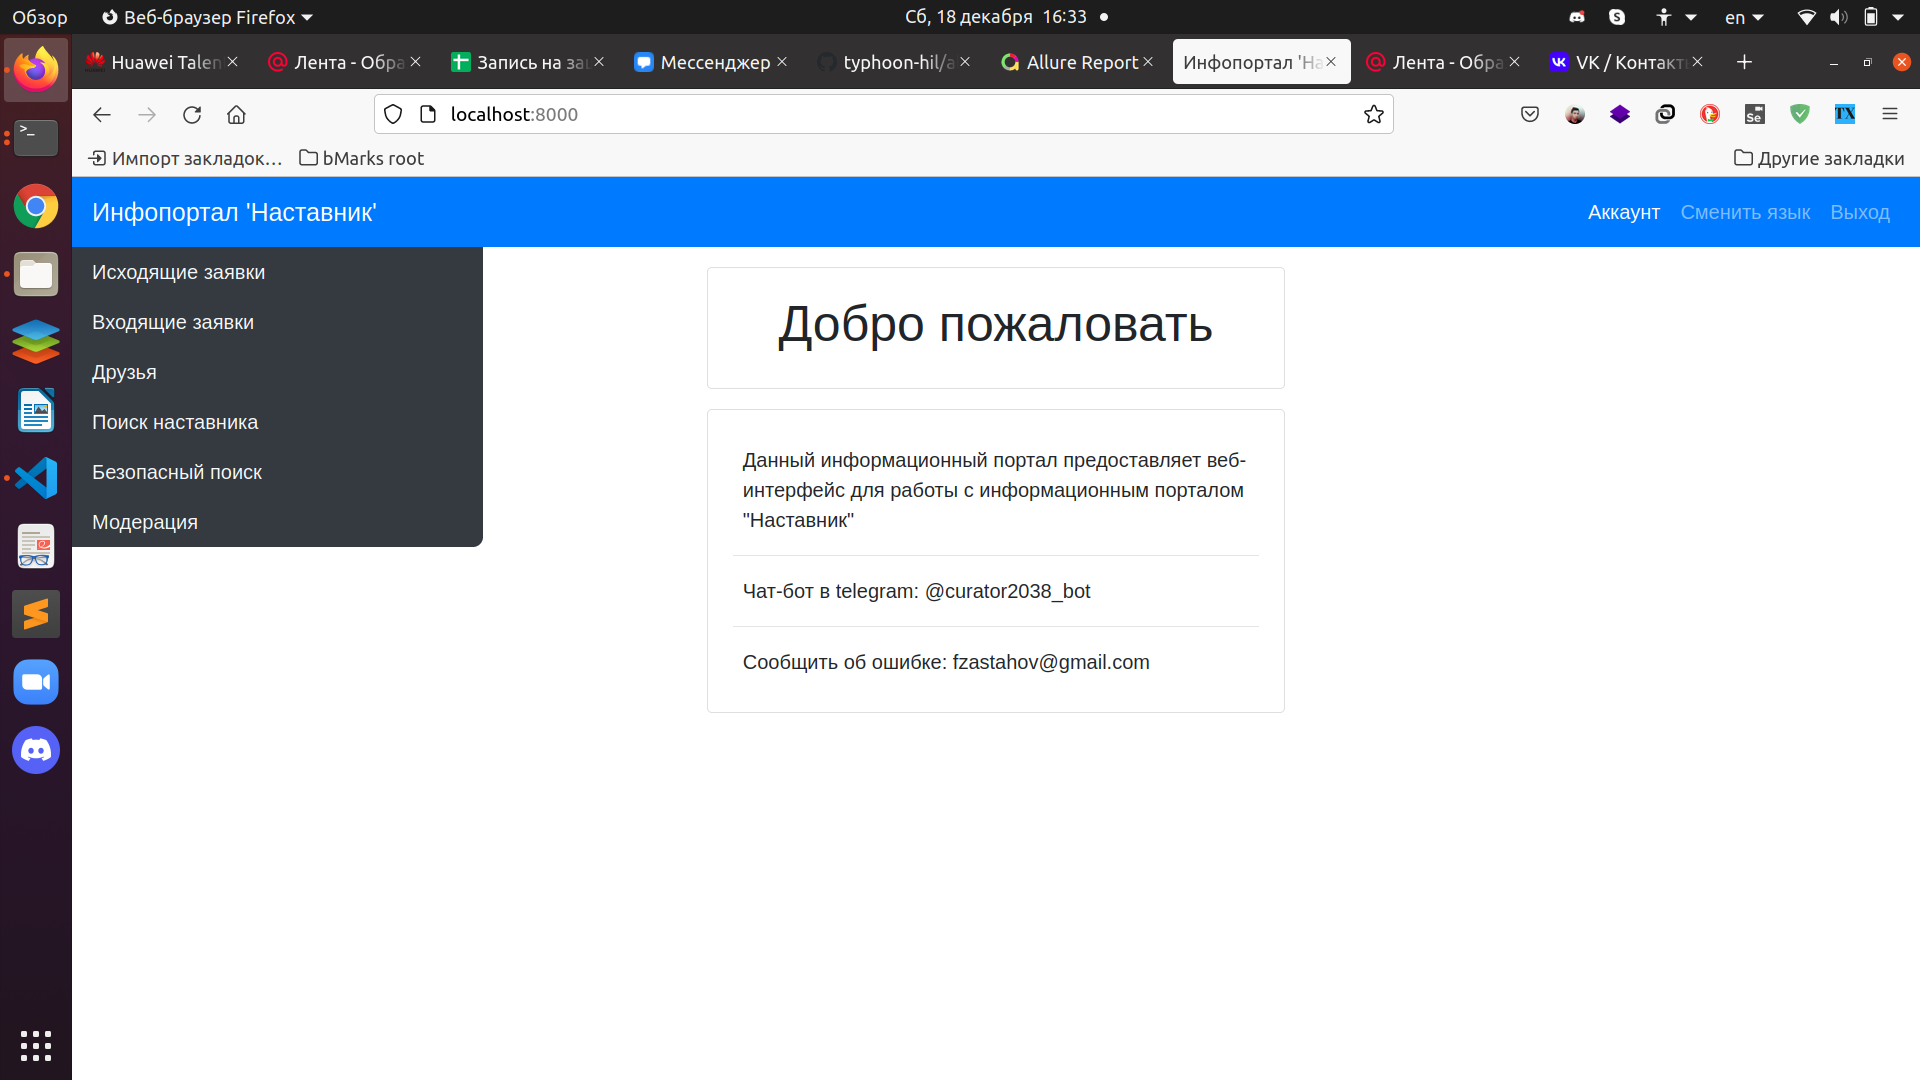 Обзор Веб-браузер Firefox Сб, 18 декабря 16:33 en
Huawei Talen Лента - Обра Запись на за Мессенджер typhoon-hil/a Allure Report Инфопортал 'На Лента - Обра VK / Контакт
localhost:8000
Импорт закладок… bMarks root Другие закладки
Инфопортал 'Наставник' Аккаунт Сменить язык Выход
Исходящие заявки
Входящие заявки
Друзья
Поиск наставника
Безопасный поиск
Модерация
Добро пожаловать
Данный информационный портал предоставляет веб-
интерфейс для работы с информационным порталом
"Наставник"
Чат-бот в telegram: @curator2038_bot
Сообщить об ошибке: fzastahov@gmail.com